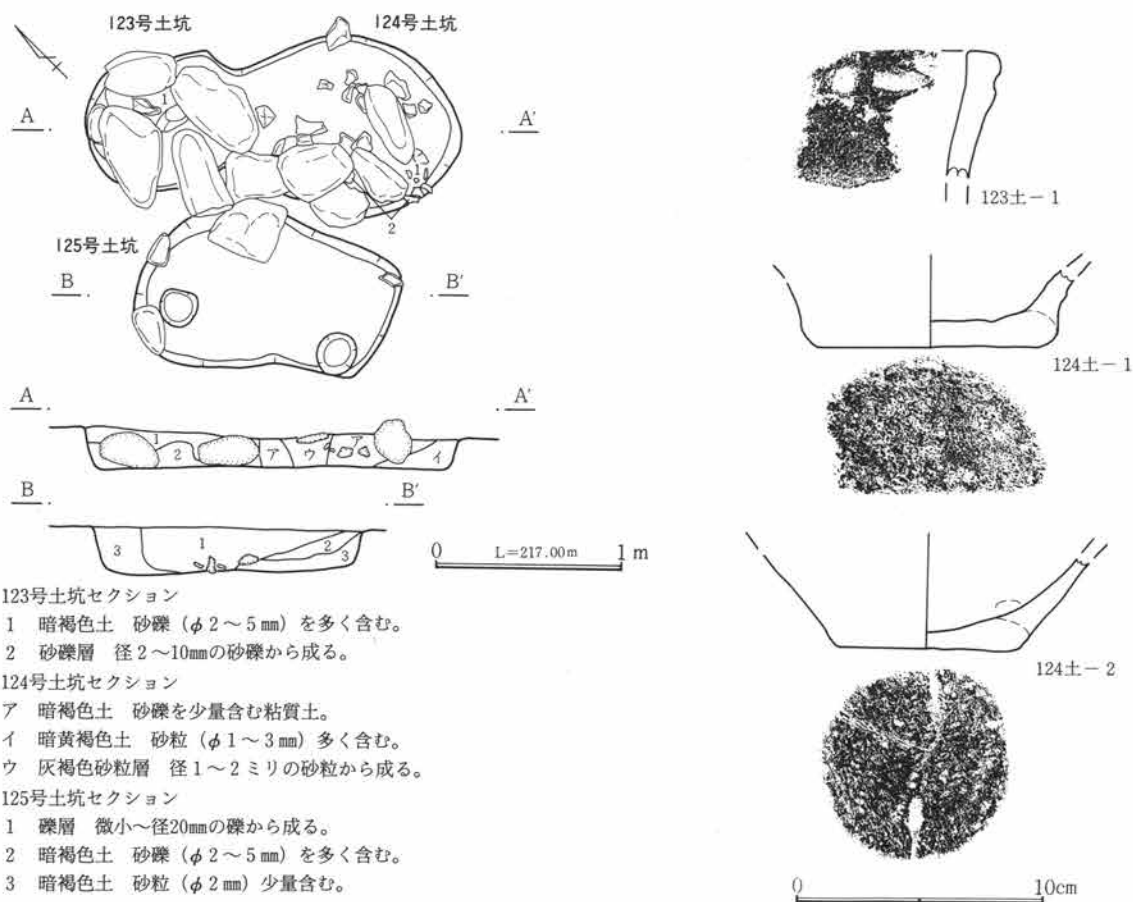 123号土坑
124号土坑
1
A
A′
1
2
125号土坑
B
B′
A
A′
1
2
ア
ウ
ア
イ
B
B′
3
1
2
3
0
L=217.00m
1 m
123号土坑セクション
1 暗褐色土 砂礫(φ2~5㎜)を多く含む。
2 砂礫層 径2~10mmの砂礫から成る。
124号土坑セクション
ア 暗褐色土 砂礫を少量含む粘質土。
イ 暗黄褐色土 砂粒(φ1~3㎜)多く含む。
ウ 灰褐色砂粒層 径1~2ミリの砂粒から成る。
125号土坑セクション
1 礫層 微小~径20mmの礫から成る。
2 暗褐色土 砂礫(φ2~5㎜)を多く含む。
3 暗褐色土 砂粒(φ2㎜)少量含む。
123土-1
124土-1
124土-2
0
10cm